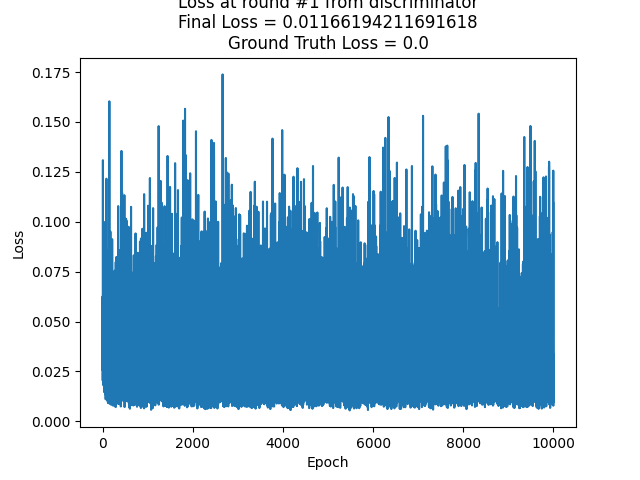 Loss at round #1 from discriminator
Final Loss = 0.01166194211691618
Ground Truth Loss = 0.0
0.175
0.150
0.125
0.100
0.075
0.050
0.025
0.000
Loss
0 2000 4000 6000 8000 10000
Epoch